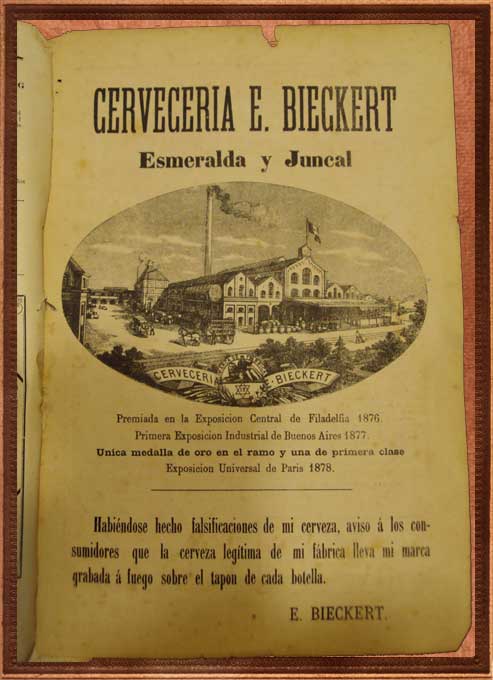 CERVECERIA E. BIECKERT
Esmeralda y Juncal
CERVECERIA E. BIECKERT
Premiada en la Exposicion Central de Filadelfia 1876.
Primera Exposicion Industrial de Buenos Aires 1877.
Unica medalla de oro en el ramo y una de primera clase
Exposicion Universal de Paris 1878.
Habiéndose hecho falsificaciones de mi cerveza, aviso á los con-
sumidores que la cerveza legítima de mi fábrica lleva mi marca
grabada á fuego sobre el tapon de cada botella.
E. BIECKERT.